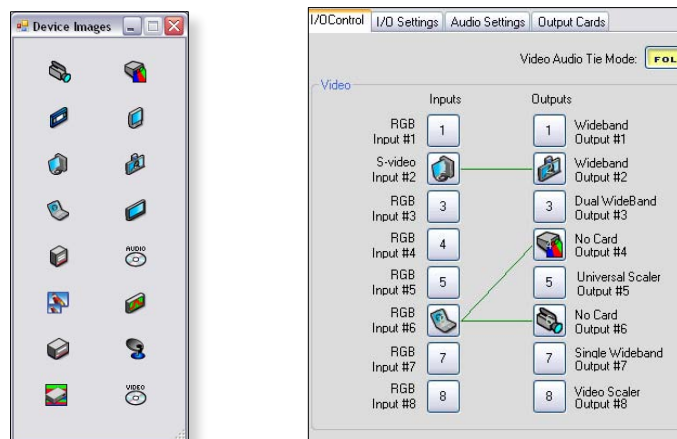 Device Images
AUDIO
VIDEO
I/OControl I/O Settings Audio Settings Output Cards
Video Audio Tie Mode:
Video
Inputs Outputs
RGB Input #1 1 1 Wideband Output #1
S-video Input #2 Wideband Output #2
RGB Input #3 3 3 Dual WideBand Output #3
RGB Input #4 4 No Card Output #4
RGB Input #5 5 5 Universal Scaler Output #5
RGB Input #6 No Card Output #6
RGB Input #7 7 7 Single Wideband Output #7
RGB Input #8 8 8 Video Scaler Output #8